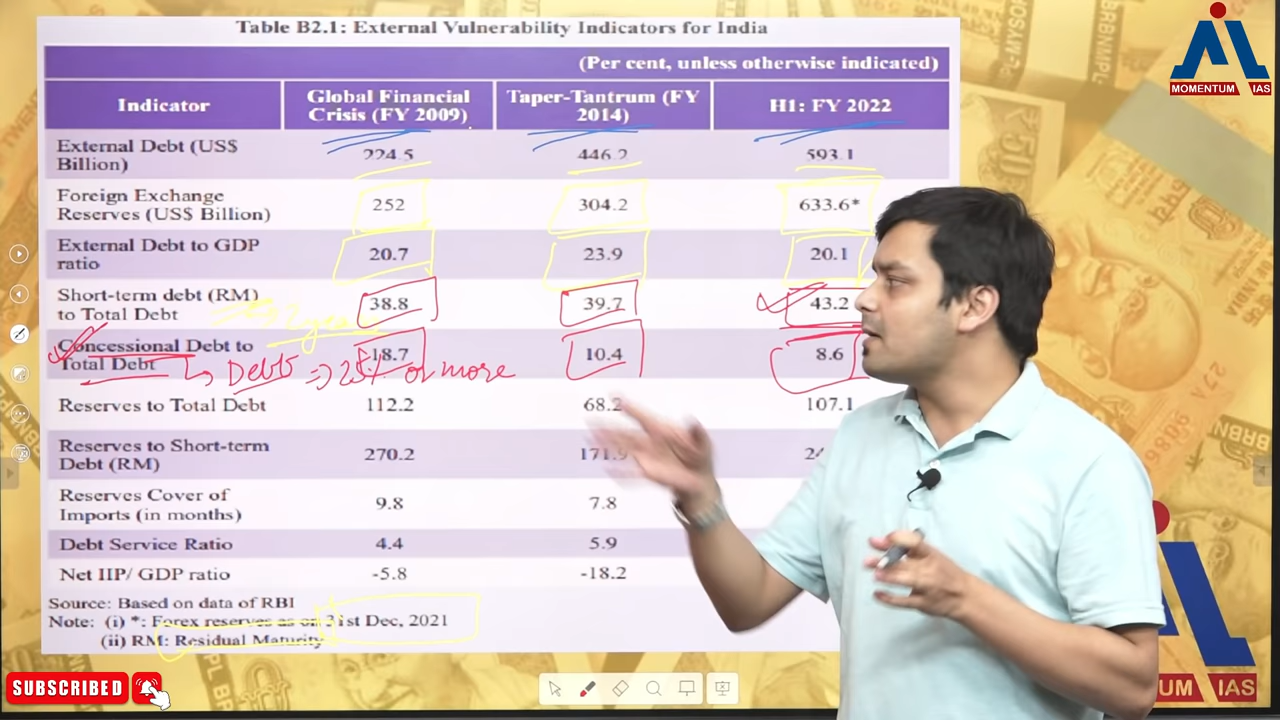 Table B2.1: External Vulnerability Indicators for India
(Per cent, unless otherwise indicated)
Indicator
Global Financial Crisis (FY 2009)
Taper-Tantrum (FY 2014)
H1: FY 2022
External Debt (US$ Billion) 224.5 446.2 593.1
Foreign Exchange Reserves (US$ Billion) 252 304.2 633.6*
External Debt to GDP ratio 20.7 23.9 20.1
Short-term debt (RM) to Total Debt 38.8 39.7 43.2
Concessional Debt to Total Debt 18.7 10.4 8.6
Debt ⇒ 25% or more
Reserves to Total Debt 112.2 68.2 107.1
Reserves to Short-term Debt (RM) 270.2
Reserves Cover of Imports (in months) 9.8 7.8
Debt Service Ratio 4.4 5.9
Net IIP/ GDP ratio -5.8 -18.2
Source: Based on data of RBI
Note: (i) *: Forex reserves as on 31st Dec, 2021
(ii) RM: Residual Maturity
MOMENTUM IAS
SUBSCRIBED
UM IAS